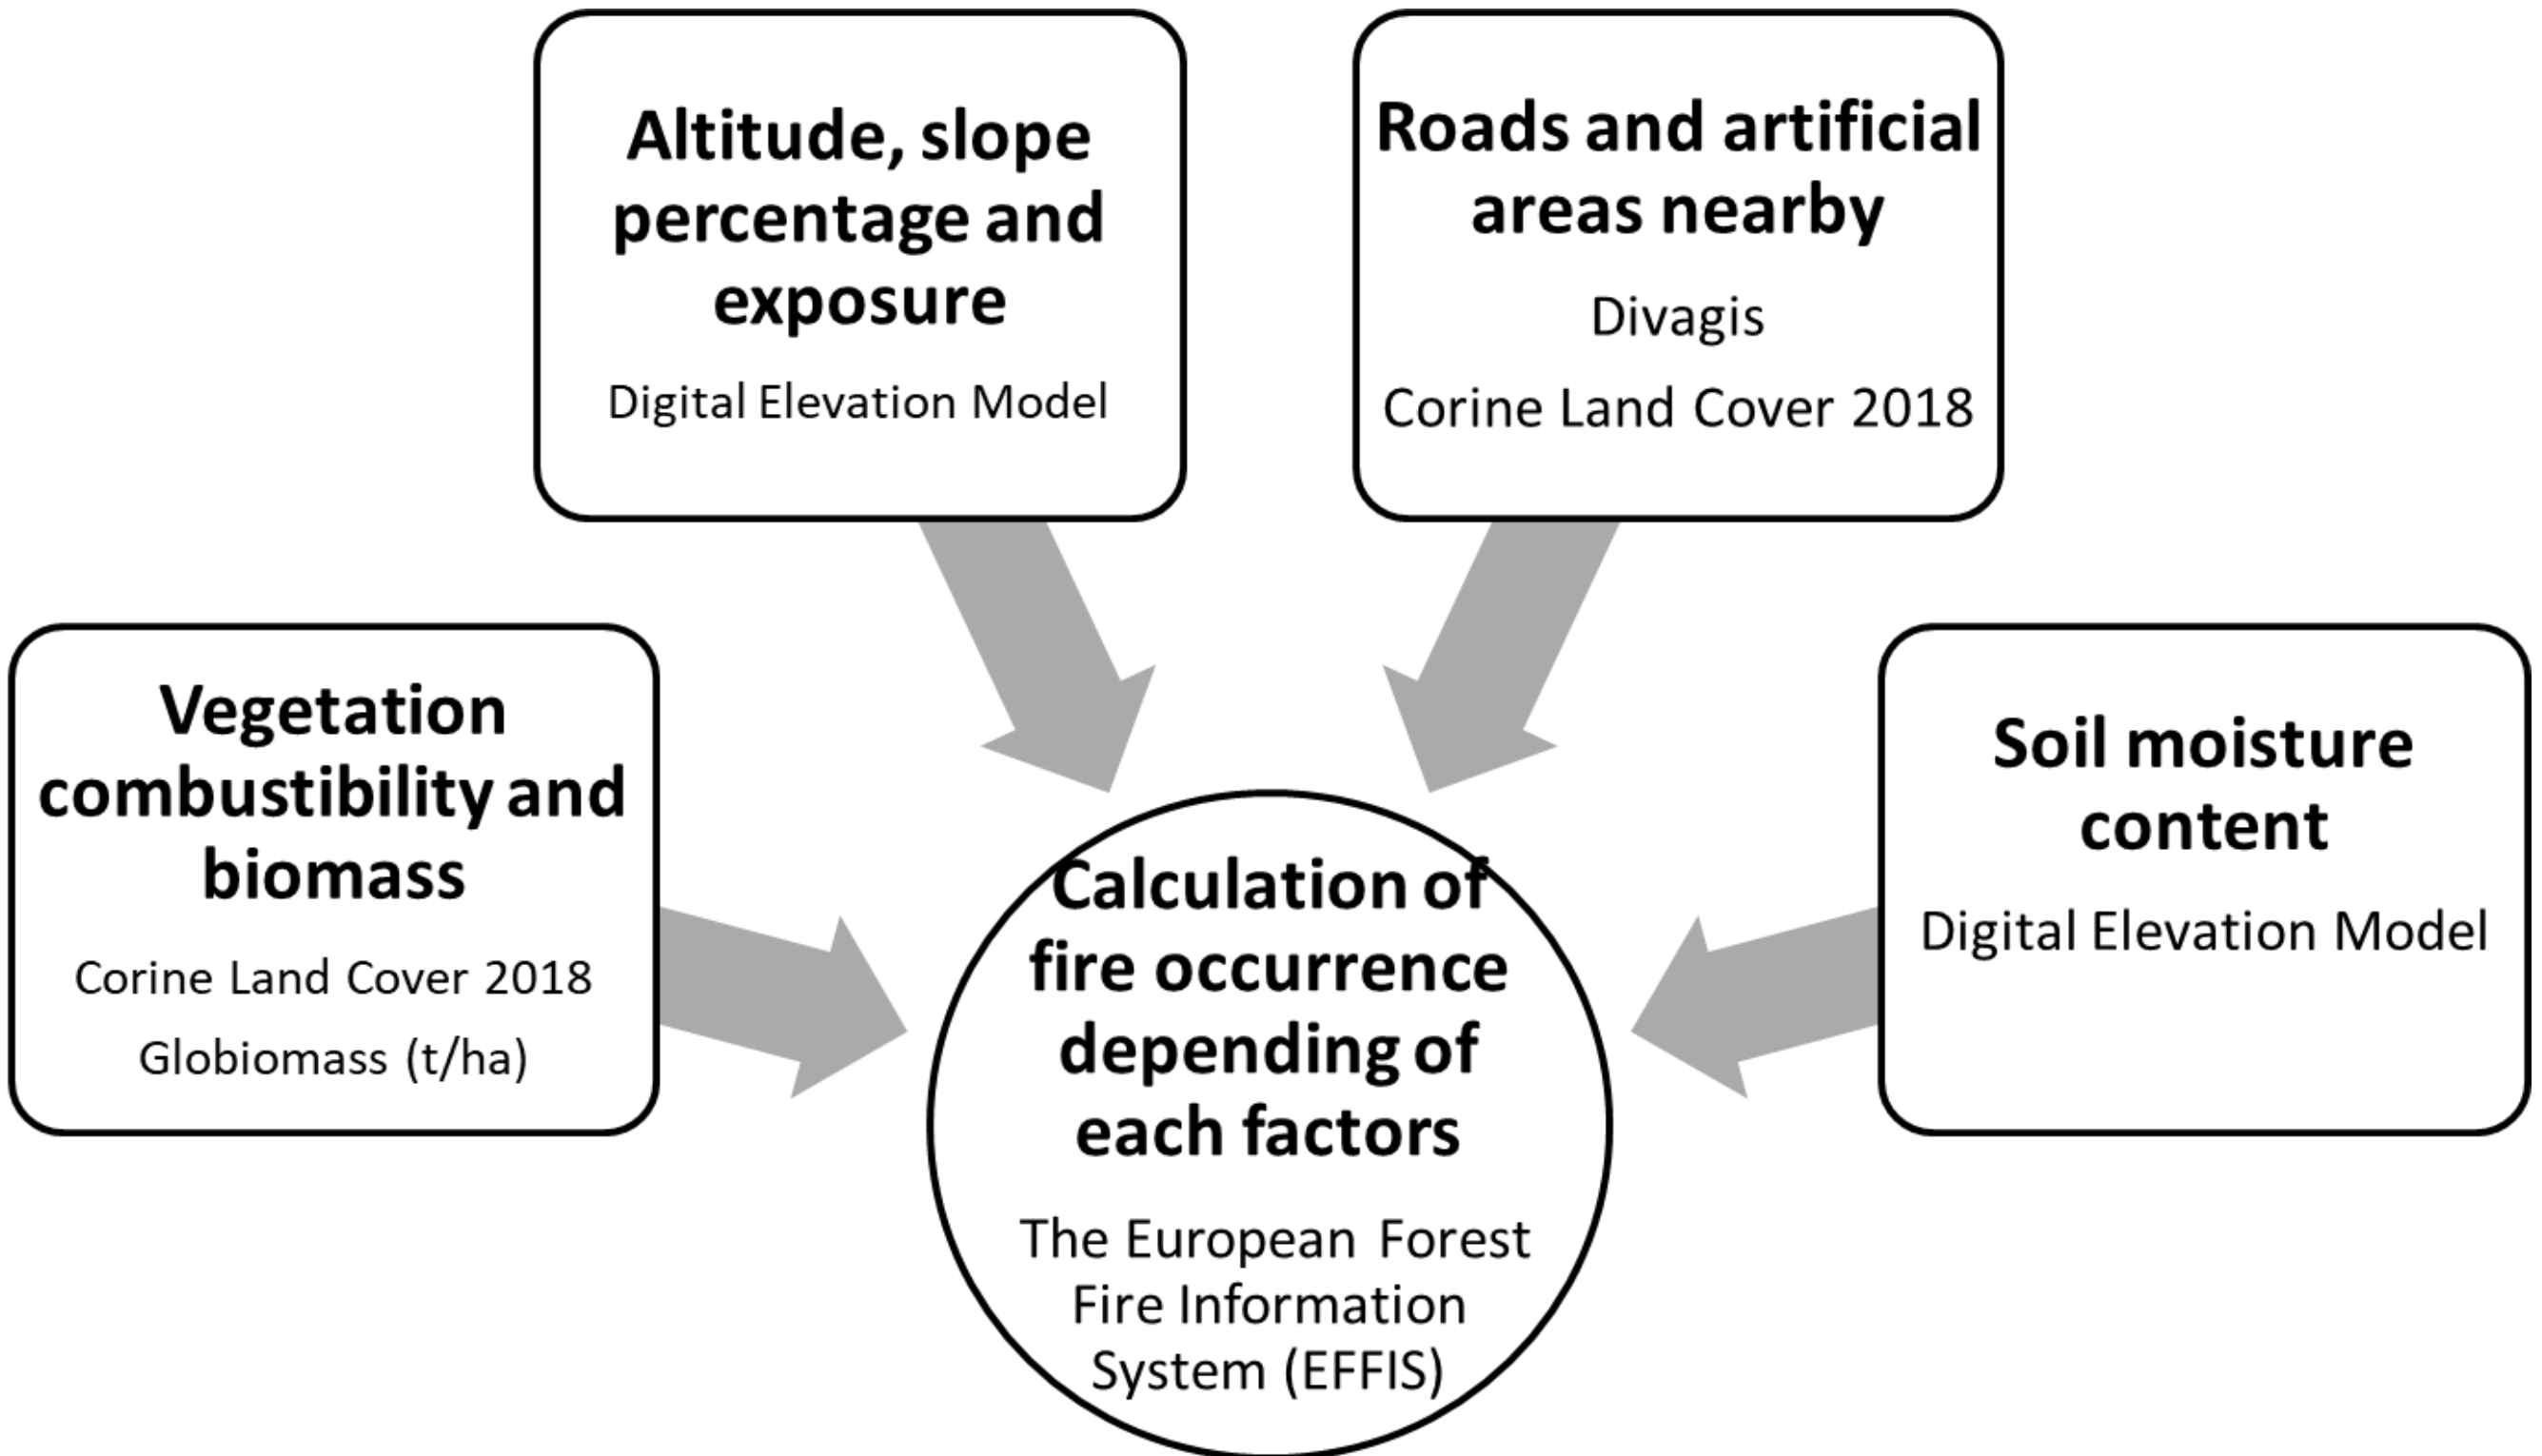 Altitude, slope
percentage and
exposure
Digital Elevation Model
Roads and artificial
areas nearby
Divagis
Corine Land Cover 2018
Vegetation
combustibility and
biomass
Corine Land Cover 2018
Globiomass (t/ha)
Soil moisture
content
Digital Elevation Model
Calculation of
fire occurrence
depending of
each factors
The European Forest
Fire Information
System (EFFIS)